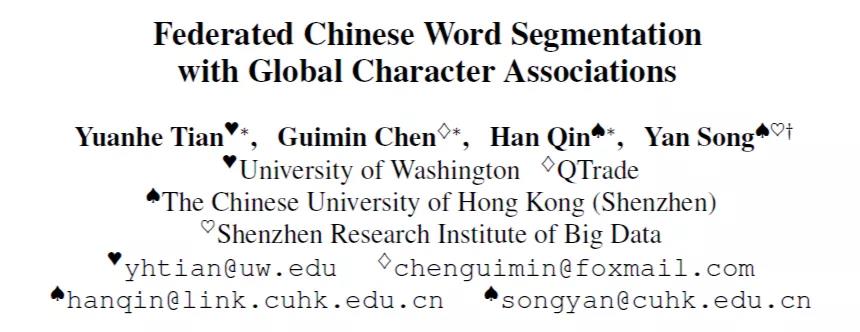 Federated Chinese Word Segmentation
with Global Character Associations
Yuanhe Tian♥*, Guimin Chen♢*, Han Qin♠*, Yan Song♠♡†
♥University of Washington ♢QTrade
♠The Chinese University of Hong Kong (Shenzhen)
♡Shenzhen Research Institute of Big Data
♥yhtian@uw.edu ♢chenguimin@foxmail.com
♠hanqin@link.cuhk.edu.cn ♠songyan@cuhk.edu.cn